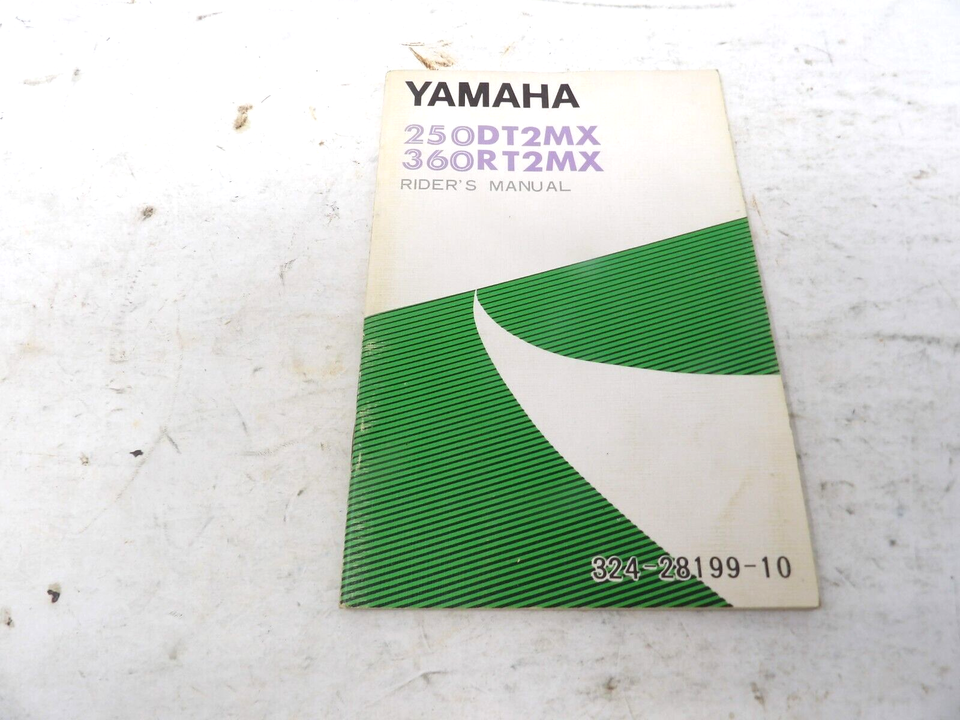 YAMAHA
250DT2MX
360RT2MX
RIDER'S MANUAL
324-28199-10